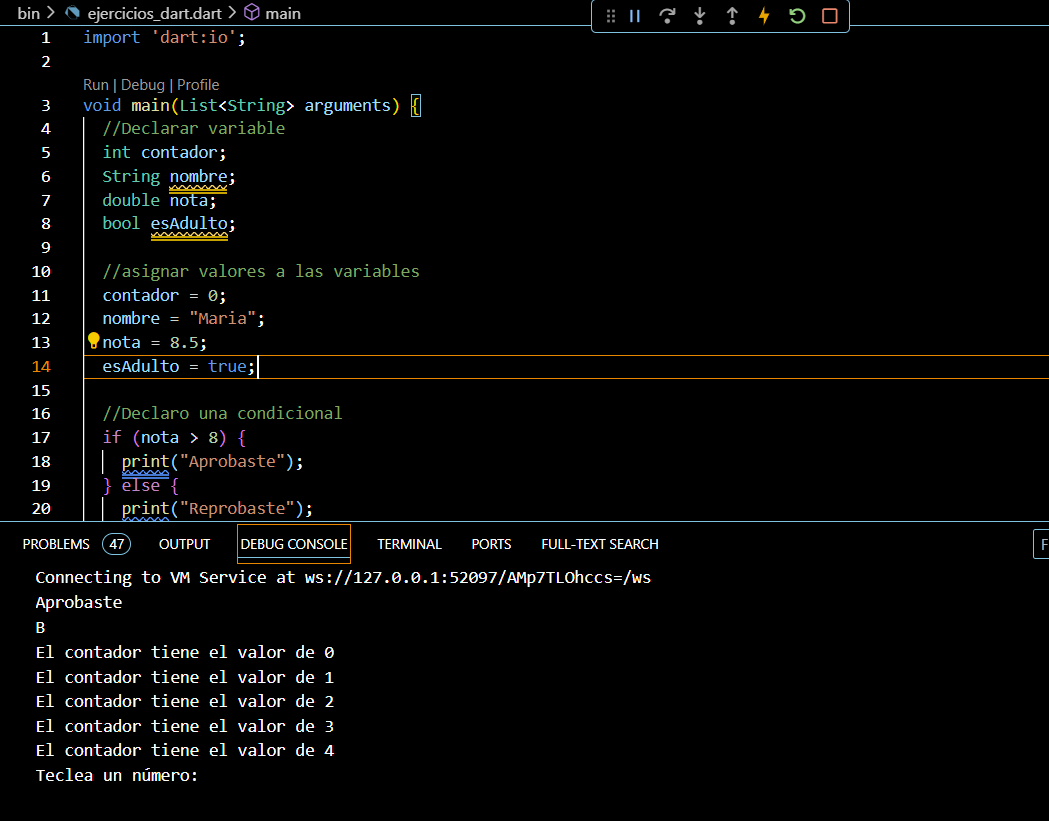 bin > ejercicios_dart.dart > main
1 import 'dart:io';
2
Run | Debug | Profile
3 void main(List<String> arguments) {
4 //Declarar variable
5 int contador;
6 String nombre;
7 double nota;
8 bool esAdulto;
9
10 //asignar valores a las variables
11 contador = 0;
12 nombre = "Maria";
13 nota = 8.5;
14 esAdulto = true;
15
16 //Declaro una condicional
17 if (nota > 8) {
18 print("Aprobaste");
19 } else {
20 print("Reprobaste");
PROBLEMS 47 OUTPUT DEBUG CONSOLE TERMINAL PORTS FULL-TEXT SEARCH F
Connecting to VM Service at ws://127.0.0.1:52097/AMp7TLOhccs=/ws
Aprobaste
B
El contador tiene el valor de 0
El contador tiene el valor de 1
El contador tiene el valor de 2
El contador tiene el valor de 3
El contador tiene el valor de 4
Teclea un número: